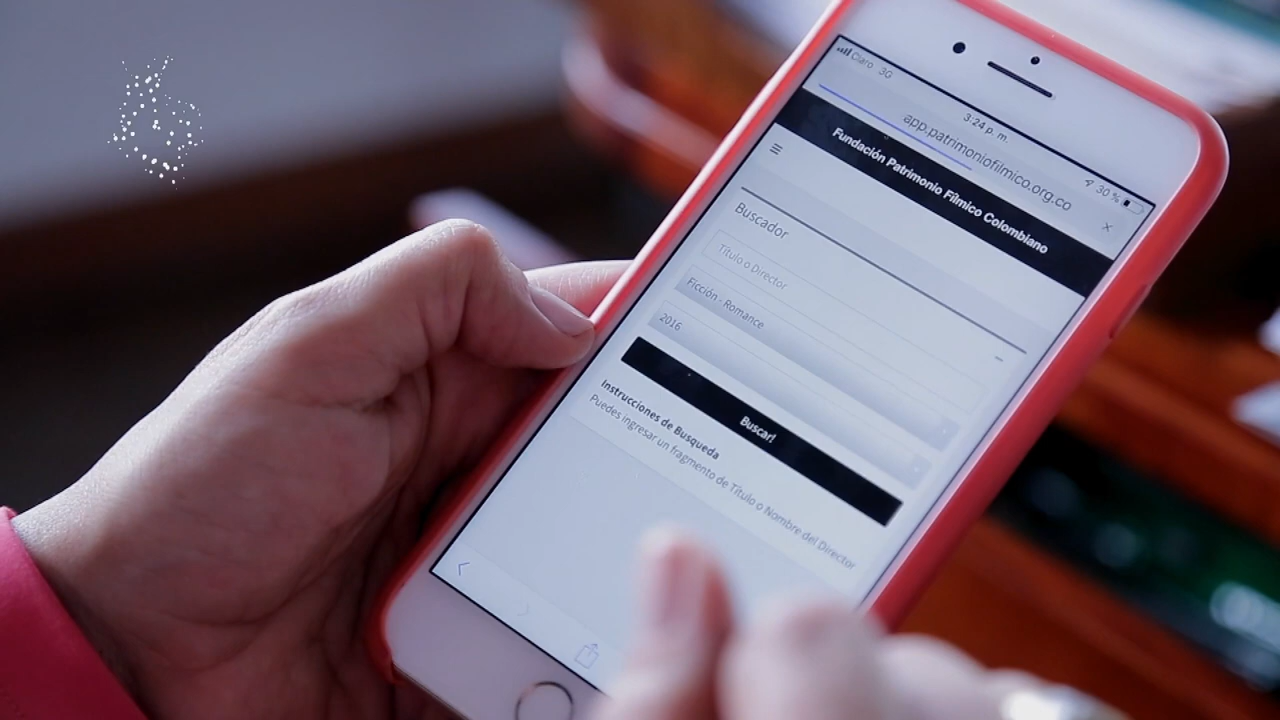 Claro 3G
3:24 p. m.
30 %
app.patrimoniofilmico.org.co
Fundación Patrimonio Fílmico Colombiano
Buscador
Título o Director
Ficción - Romance
2016
Buscar!
Instrucciones de Busqueda
Puedes ingresar un fragmento de Título o Nombre del Director